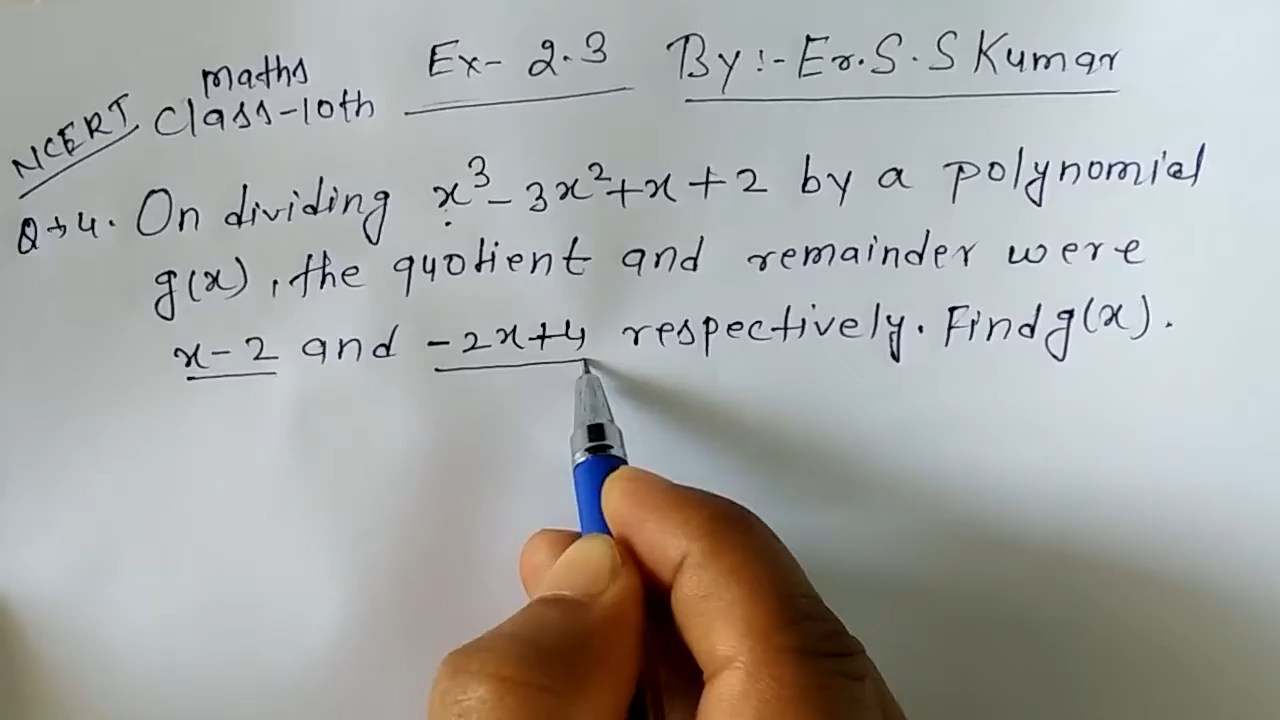 NCERT maths Class-10th Ex- 2.3 By:- Er. S. S Kumar
Q→4. On dividing x³-3x²+x+2 by a polynomial
g(x), the quotient and remainder were
x-2 and -2x+4 respectively. Find g(x).